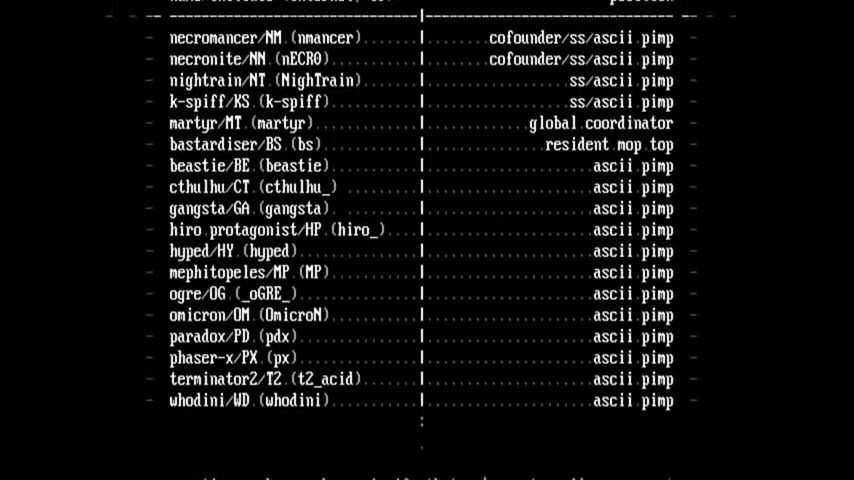 necromancer/NM (nmancer).......|........cofounder/ss/ascii pimp
necronite/NN (nECR0)...........|........cofounder/ss/ascii pimp
nightrain/NT (NighTrain).......|..................ss/ascii pimp
k-spiff/KS (k-spiff)...........|..................ss/ascii pimp
martyr/MT (martyr).............|.............global coordinator
bastardiser/BS (bs)............|...............resident mop top
beastie/BE (beastie)...........|.....................ascii pimp
cthulhu/CT (cthulhu_)..........|.....................ascii pimp
gangsta/GA (gangsta)...........|.....................ascii pimp
hiro protagonist/HP (hiro_)....|.....................ascii pimp
hyped/HY (hyped)...............|.....................ascii pimp
mephitopeles/MP (MP)...........|.....................ascii pimp
ogre/OG (_oGRE_)...............|.....................ascii pimp
omicron/OM (OmicroN)...........|.....................ascii pimp
paradox/PD (pdx)...............|.....................ascii pimp
phaser-x/PX (px)...............|.....................ascii pimp
terminator2/T2 (t2_acid).......|.....................ascii pimp
whodini/WD (whodini)...........|.....................ascii pimp